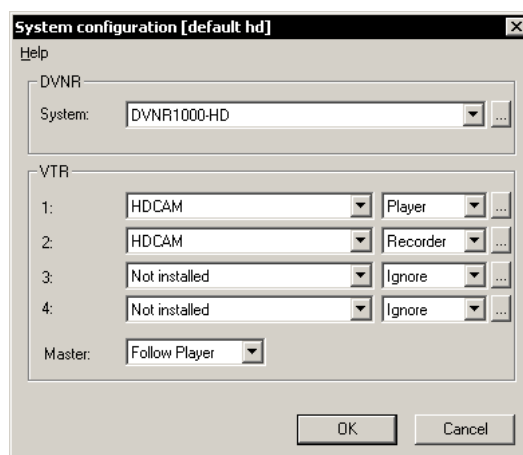 System configuration [default hd]
Help
DVNR
System: DVNR1000-HD ...
VTR
1: HDCAM Player ...
2: HDCAM Recorder ...
3: Not installed Ignore ...
4: Not installed Ignore ...
Master: Follow Player
OK Cancel